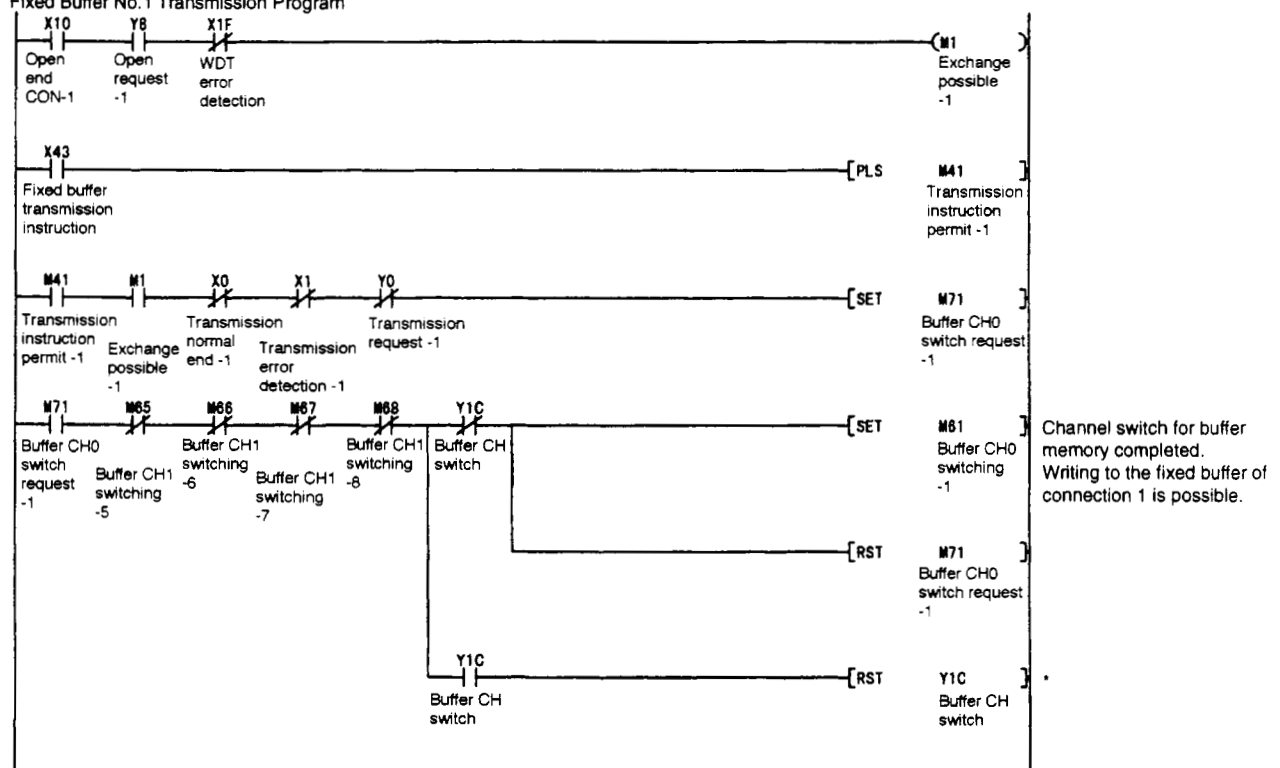 Fixed Buffer No.1 Transmission Program
X10 Y8 X1F
(M1 )
Open end CON-1
Open request -1
WDT error detection
Exchange possible -1
X43
[PLS M41 ]
Fixed buffer transmission instruction
Transmission instruction permit -1
M41 M1 X0 X1 Y0
[SET M71 ]
Transmission instruction permit -1
Exchange possible -1
Transmission normal end -1
Transmission error detection -1
Transmission request -1
Buffer CH0 switch request -1
M71 M65 M66 M67 M68 Y1C
[SET M61 ]
Buffer CH0 switch request -1
Buffer CH1 switching -5
Buffer CH1 switching -6
Buffer CH1 switching -7
Buffer CH1 switching -8
Buffer CH switch
Buffer CH0 switching -1
Channel switch for buffer
memory completed.
Writing to the fixed buffer of
connection 1 is possible.
[RST M71 ]
Buffer CH0 switch request -1
Y1C
[RST Y1C ] *
Buffer CH switch
Buffer CH switch